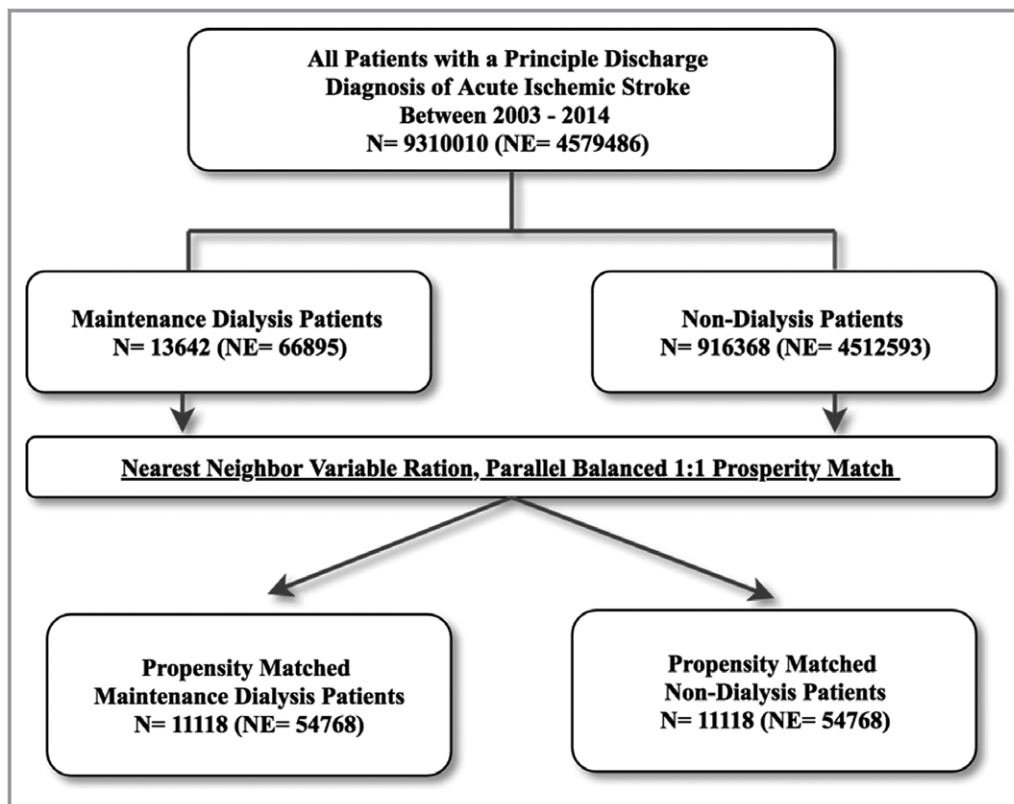 All Patients with a Principle Discharge
Diagnosis of Acute Ischemic Stroke
Between 2003 - 2014
N= 9310010 (NE= 4579486)
Maintenance Dialysis Patients
N= 13642 (NE= 66895)
Non-Dialysis Patients
N= 916368 (NE= 4512593)
Nearest Neighbor Variable Ration, Parallel Balanced 1:1 Prosperity Match
Propensity Matched
Maintenance Dialysis Patients
N= 11118 (NE= 54768)
Propensity Matched
Non-Dialysis Patients
N= 11118 (NE= 54768)